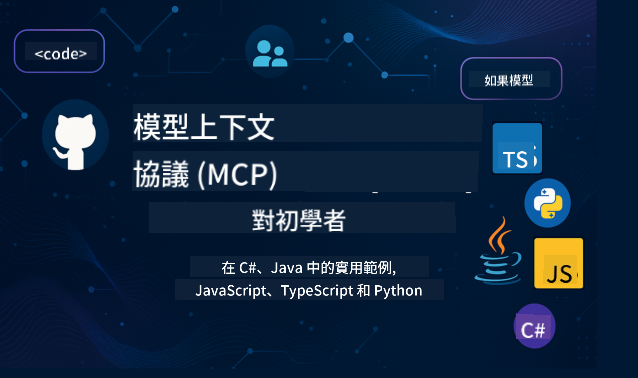 <code>
如果模型
模型上下文
協議 (MCP)
對初學者
在 C#、Java 中的實用範例,
JavaScript、TypeScript 和 Python
TS
JS
C#